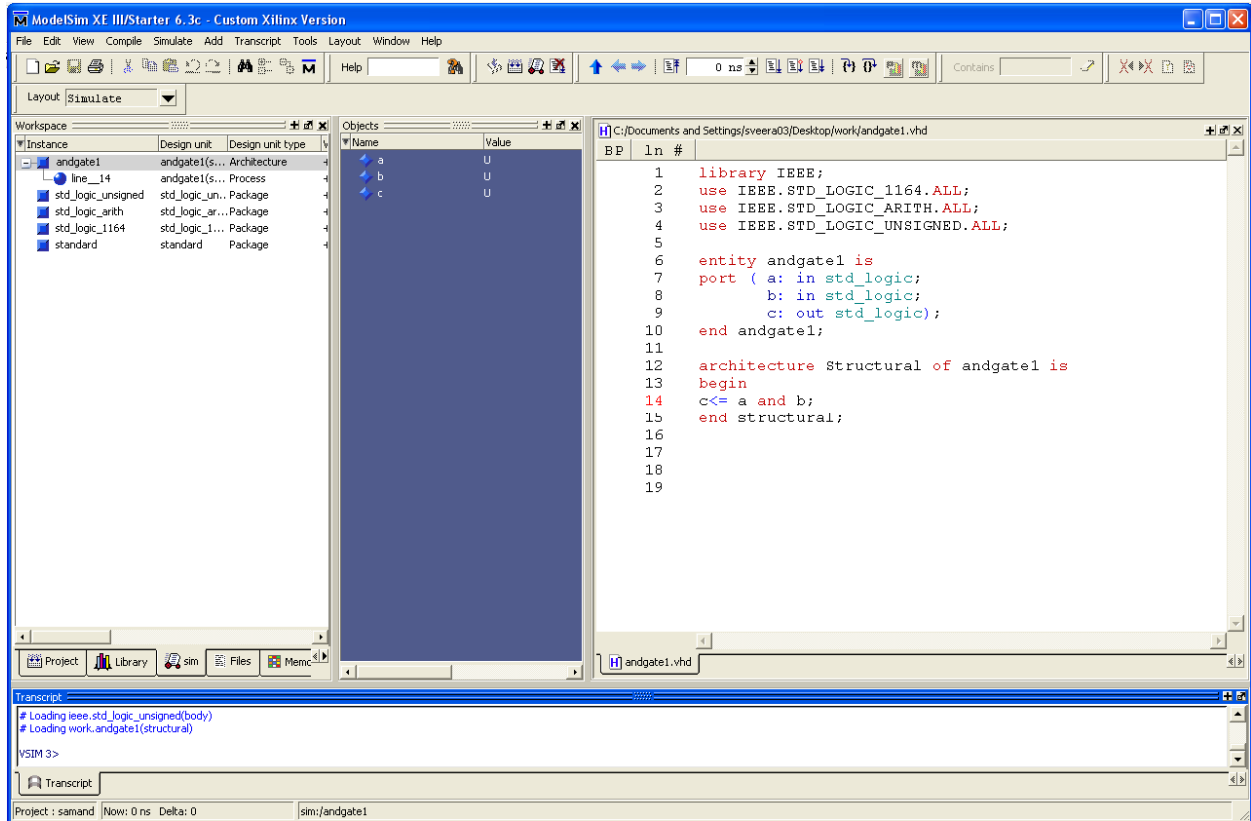 ModelSim XE III/Starter 6.3c - Custom Xilinx Version
File Edit View Compile Simulate Add Transcript Tools Layout Window Help
Help 0 ns Contains
Layout Simulate
Workspace
Instance Design unit Design unit type
andgate1 andgate1(s... Architecture
line__14 andgate1(s... Process
std_logic_unsigned std_logic_un... Package
std_logic_arith std_logic_ar... Package
std_logic_1164 std_logic_1... Package
standard standard Package
Project Library sim Files Memc
Objects
Name Value
a U
b U
c U
C:/Documents and Settings/sveera03/Desktop/work/andgate1.vhd
BP ln #
1 library IEEE;
2 use IEEE.STD_LOGIC_1164.ALL;
3 use IEEE.STD_LOGIC_ARITH.ALL;
4 use IEEE.STD_LOGIC_UNSIGNED.ALL;
5
6 entity andgate1 is
7 port ( a: in std_logic;
8 b: in std_logic;
9 c: out std_logic);
10 end andgate1;
11
12 architecture Structural of andgate1 is
13 begin
14 c<= a and b;
15 end structural;
16
17
18
19
andgate1.vhd
Transcript
# Loading ieee.std_logic_unsigned(body)
# Loading work.andgate1(structural)
VSIM 3>
Transcript
Project : samand Now: 0 ns Delta: 0 sim:/andgate1